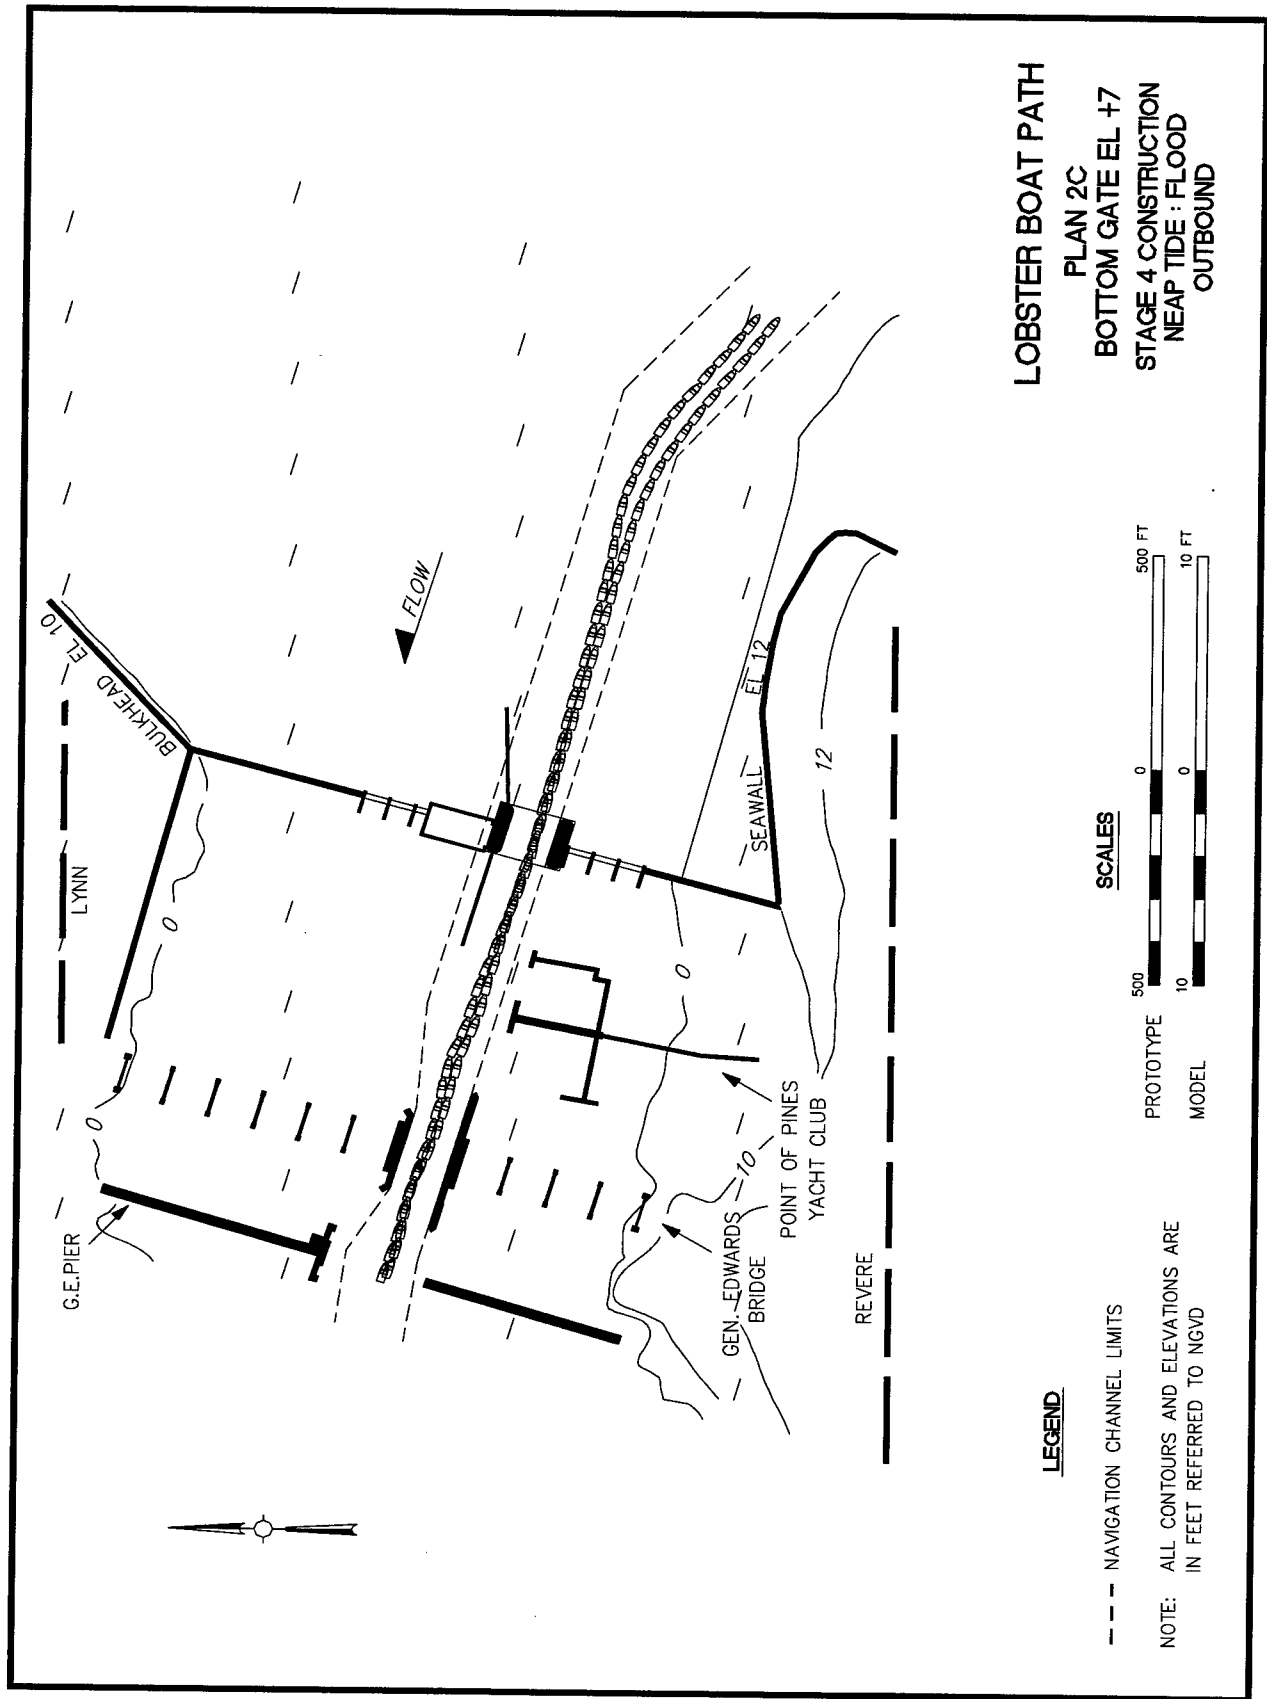 BULKHEAD EL 10
LYNN
G.E.PIER
FLOW
0
0
0
SEAWALL EL 12
12
10
POINT OF PINES
YACHT CLUB
GEN. EDWARDS
BRIDGE
REVERE
LOBSTER BOAT PATH
PLAN 2C
BOTTOM GATE EL +7
STAGE 4 CONSTRUCTION
NEAP TIDE : FLOOD
OUTBOUND
LEGEND
--- NAVIGATION CHANNEL LIMITS
NOTE: ALL CONTOURS AND ELEVATIONS ARE
IN FEET REFERRED TO NGVD
SCALES
PROTOTYPE 500 0 500 FT
MODEL 10 0 10 FT